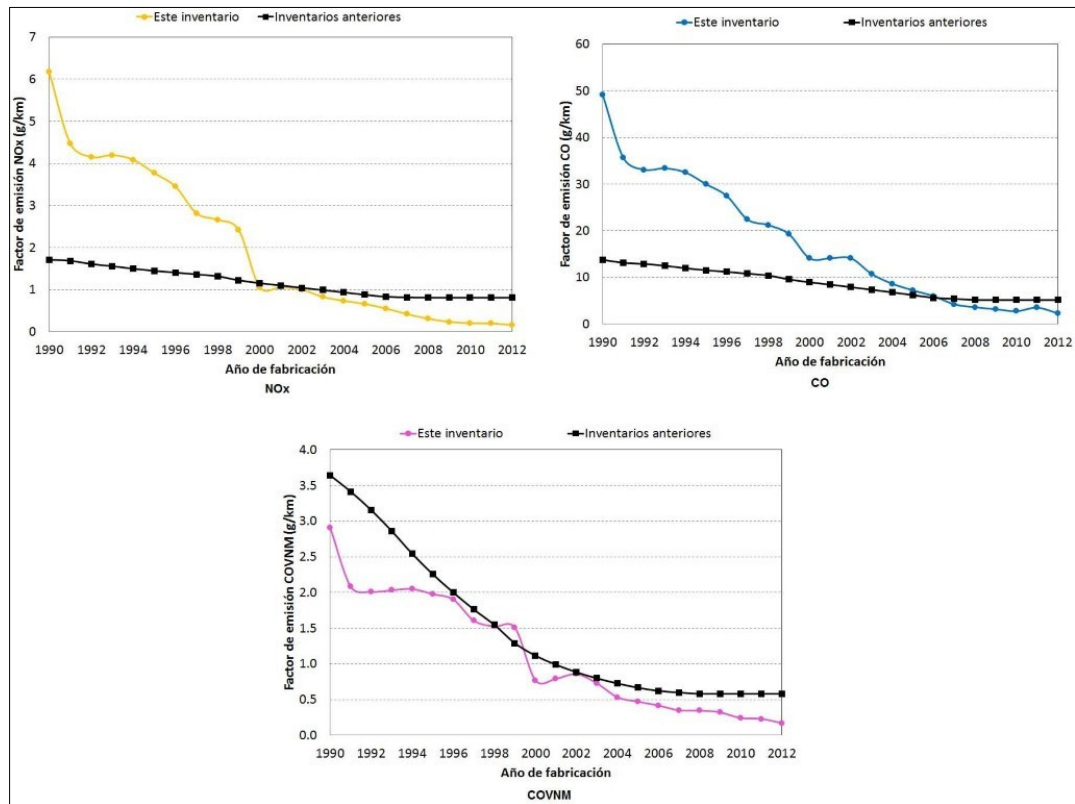 Este inventario
Inventarios anteriores
Factor de emisión NOx (g/km)
7
6
5
4
3
2
1
0
1990 1992 1994 1996 1998 2000 2002 2004 2006 2008 2010 2012
Año de fabricación
NOx
Este inventario
Inventarios anteriores
Factor de emisión CO (g/km)
60
50
40
30
20
10
0
1990 1992 1994 1996 1998 2000 2002 2004 2006 2008 2010 2012
Año de fabricación
CO
Este inventario
Inventarios anteriores
Factor de emisión COVNM (g/km)
4.0
3.5
3.0
2.5
2.0
1.5
1.0
0.5
0.0
1990 1992 1994 1996 1998 2000 2002 2004 2006 2008 2010 2012
Año de fabricación
COVNM